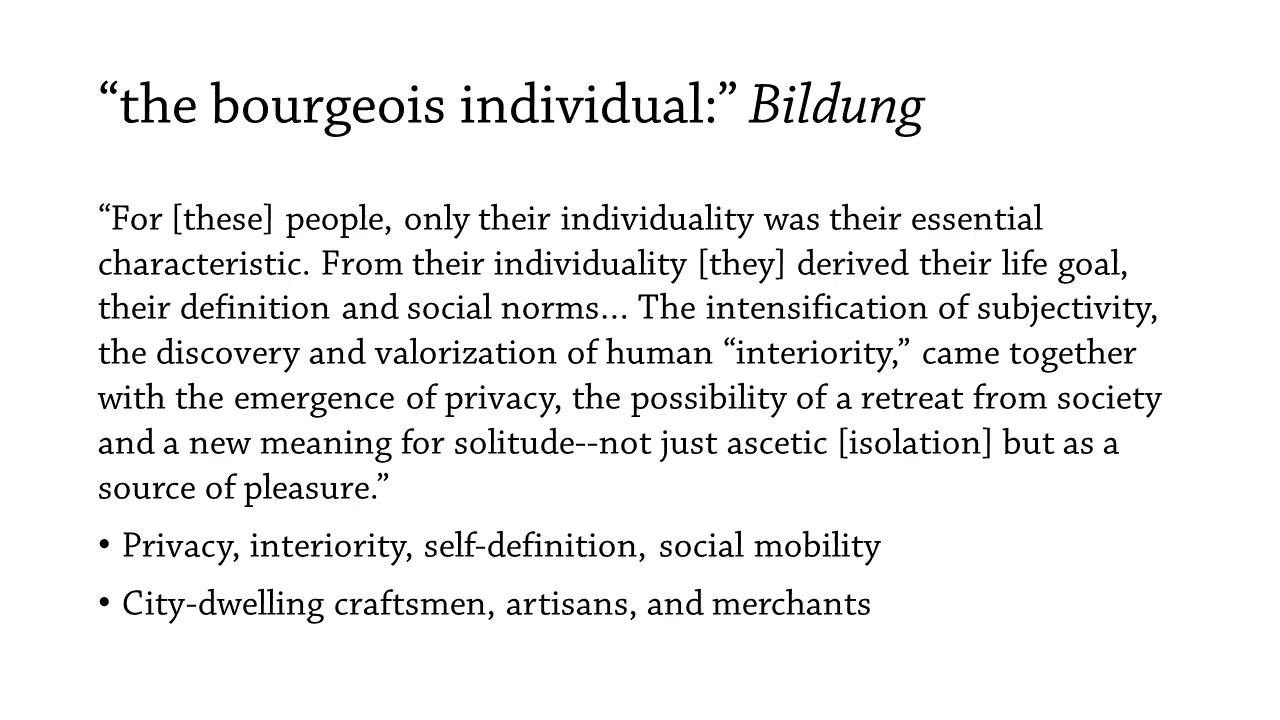 “the bourgeois individual:” Bildung
“For [these] people, only their individuality was their essential
characteristic. From their individuality [they] derived their life goal,
their definition and social norms… The intensification of subjectivity,
the discovery and valorization of human “interiority,” came together
with the emergence of privacy, the possibility of a retreat from society
and a new meaning for solitude--not just ascetic [isolation] but as a
source of pleasure.”
• Privacy, interiority, self-definition, social mobility
• City-dwelling craftsmen, artisans, and merchants